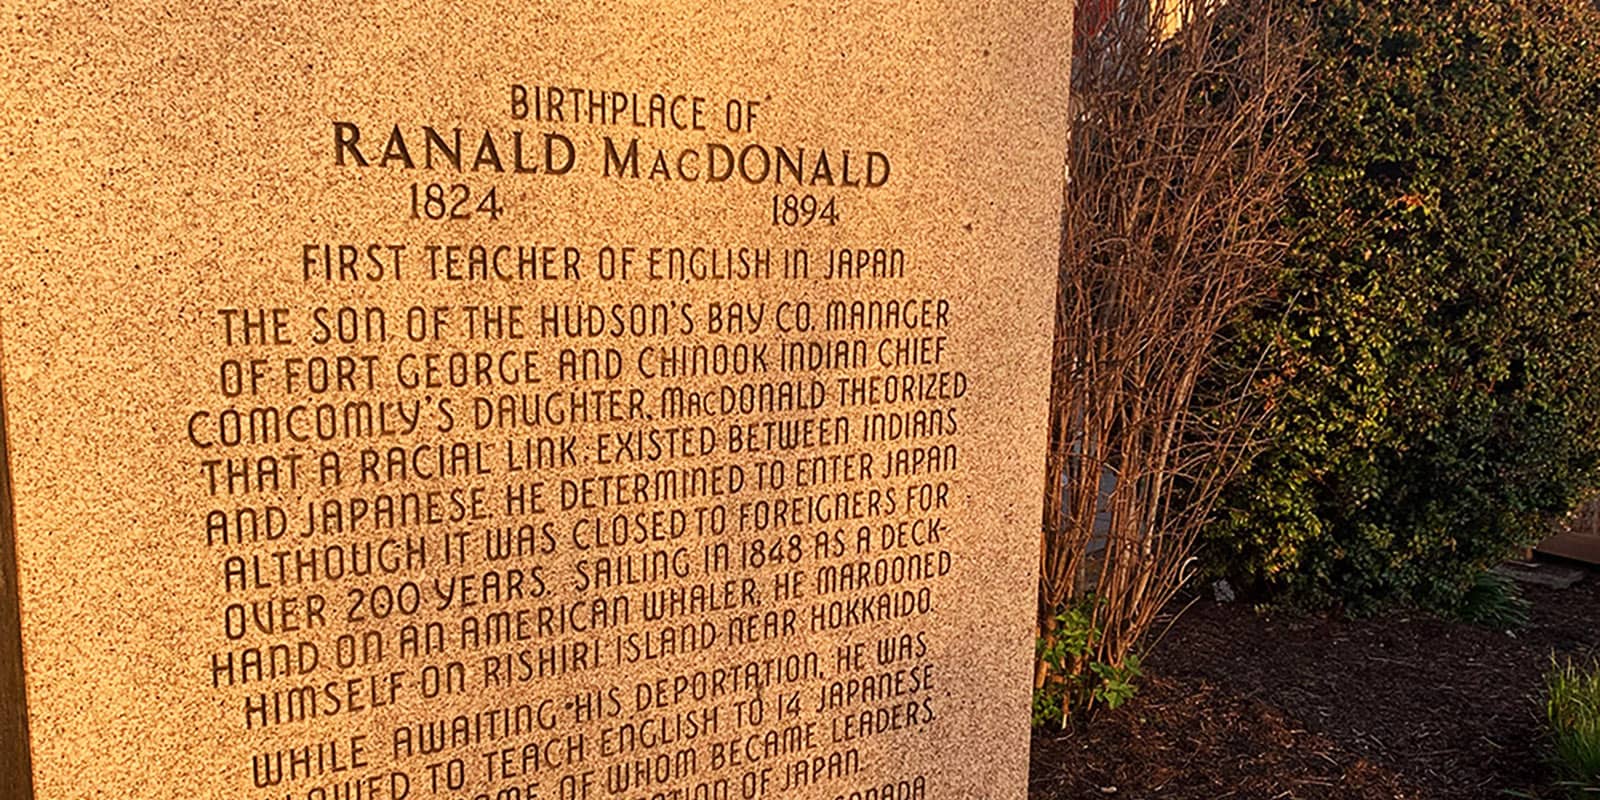 BIRTHPLACE OF
RANALD MACDONALD
1824 1894
FIRST TEACHER OF ENGLISH IN JAPAN
THE SON OF THE HUDSON'S BAY CO. MANAGER
OF FORT GEORGE AND CHINOOK INDIAN CHIEF
COMCOMLY'S DAUGHTER, MACDONALD THEORIZED
THAT A RACIAL LINK EXISTED BETWEEN INDIANS
AND JAPANESE. HE DETERMINED TO ENTER JAPAN
ALTHOUGH IT WAS CLOSED TO FOREIGNERS FOR
OVER 200 YEARS. SAILING IN 1848 AS A DECK-
HAND ON AN AMERICAN WHALER, HE MAROONED
HIMSELF ON RISHIRI ISLAND NEAR HOKKAIDO.
WHILE AWAITING HIS DEPORTATION, HE WAS
TO TEACH ENGLISH TO 14 JAPANESE
OF WHOM BECAME LEADERS
OF JAPAN.